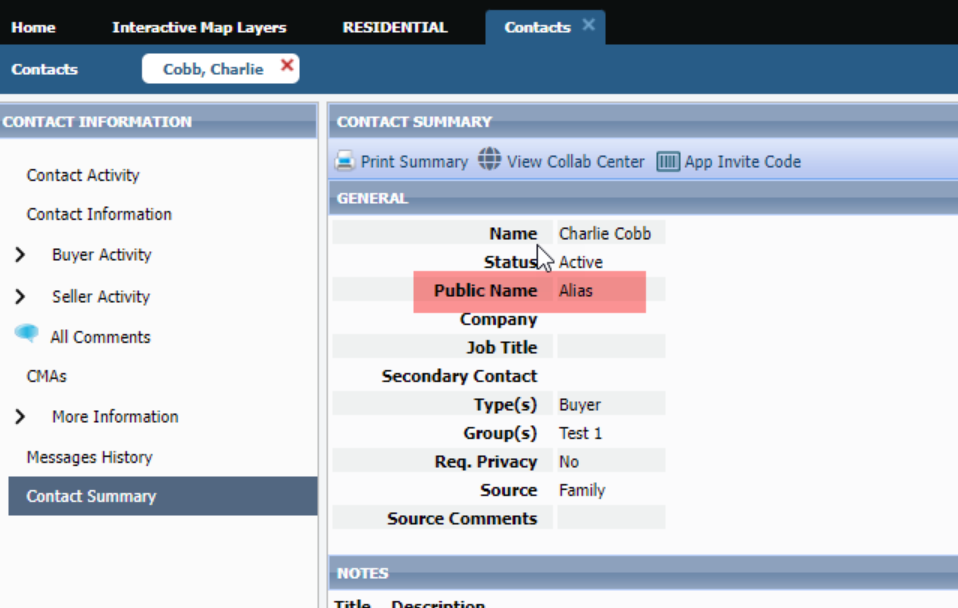 Home Interactive Map Layers RESIDENTIAL Contacts
Contacts Cobb, Charlie
CONTACT INFORMATION
Contact Activity
Contact Information
Buyer Activity
Seller Activity
All Comments
CMAs
More Information
Messages History
Contact Summary
CONTACT SUMMARY
Print Summary View Collab Center App Invite Code
GENERAL
Name Charlie Cobb
Status Active
Public Name Alias
Company
Job Title
Secondary Contact
Type(s) Buyer
Group(s) Test 1
Req. Privacy No
Source Family
Source Comments
NOTES
Title Description